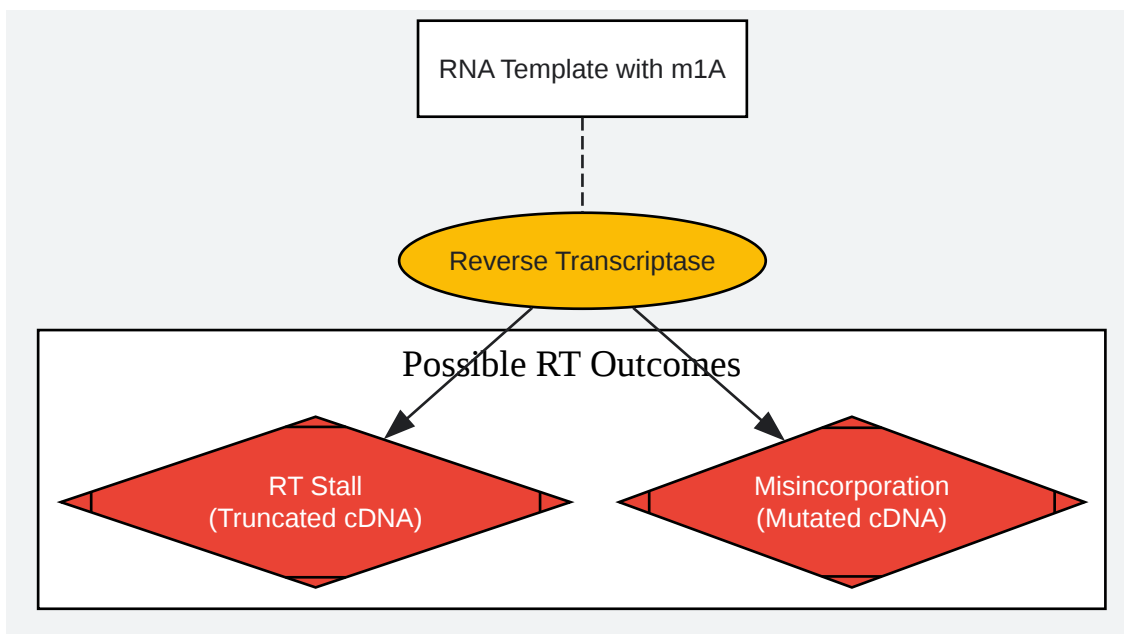 RNA Template with m1A
Reverse Transcriptase
Possible RT Outcomes
RT Stall
(Truncated cDNA)
Misincorporation
(Mutated cDNA)